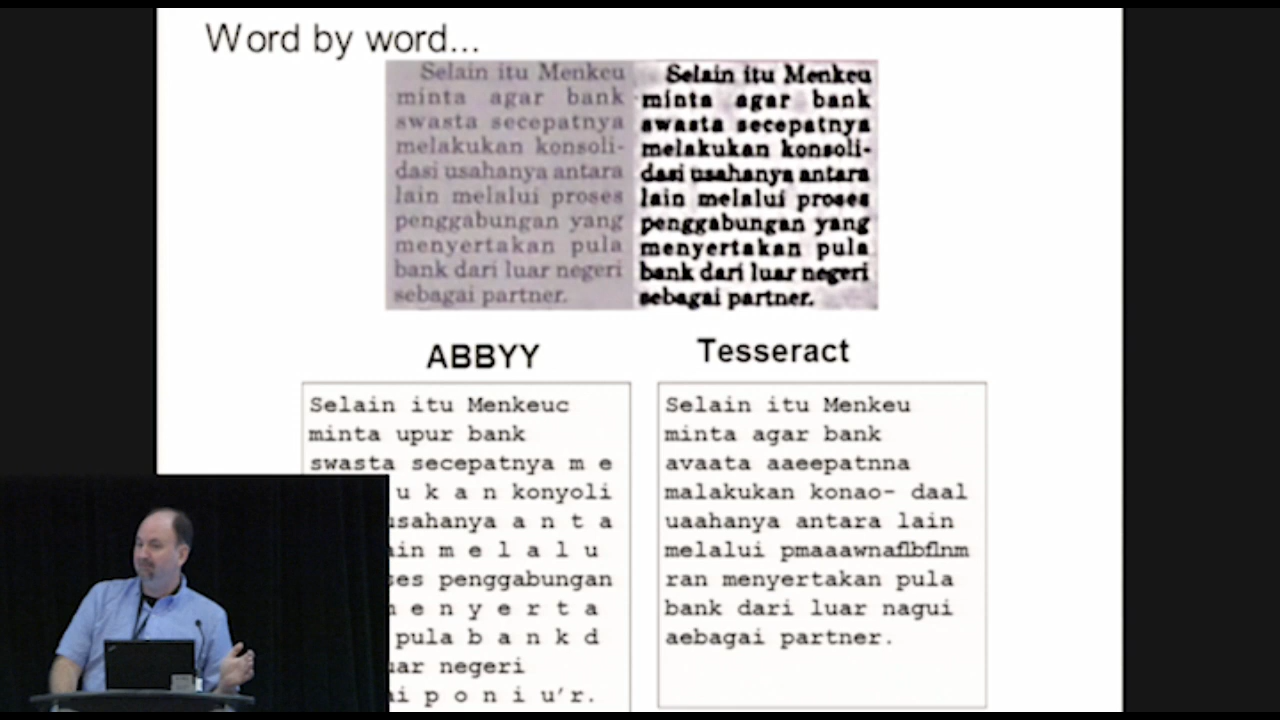 Word by word...
Selain itu Menkeu
minta agar bank
swasta secepatnya
melakukan konsoli-
dasi usahanya antara
lain melalui proses
penggabungan yang
menyertakan pula
bank dari luar negeri
sebagai partner.
Selain itu Menkeu
minta agar bank
swasta secepatnya
melakukan konsoli-
dasi usahanya antara
lain melalui proses
penggabungan yang
menyertakan pula
bank dari luar negeri
sebagai partner.
ABBYY
Selain itu Menkeuc
minta upur bank
swasta secepatnya m e
u k a n konyoli
usahanya a n t a
in m e l a l u
es penggabungan
e n y e r t a
pula b a n k d
uar negeri
i p o n i u'r.
Tesseract
Selain itu Menkeu
minta agar bank
avaata aaeepatnna
malakukan konao- daal
uaahanya antara lain
melalui pmaaawnaflbflnm
ran menyertakan pula
bank dari luar nagui
aebagai partner.